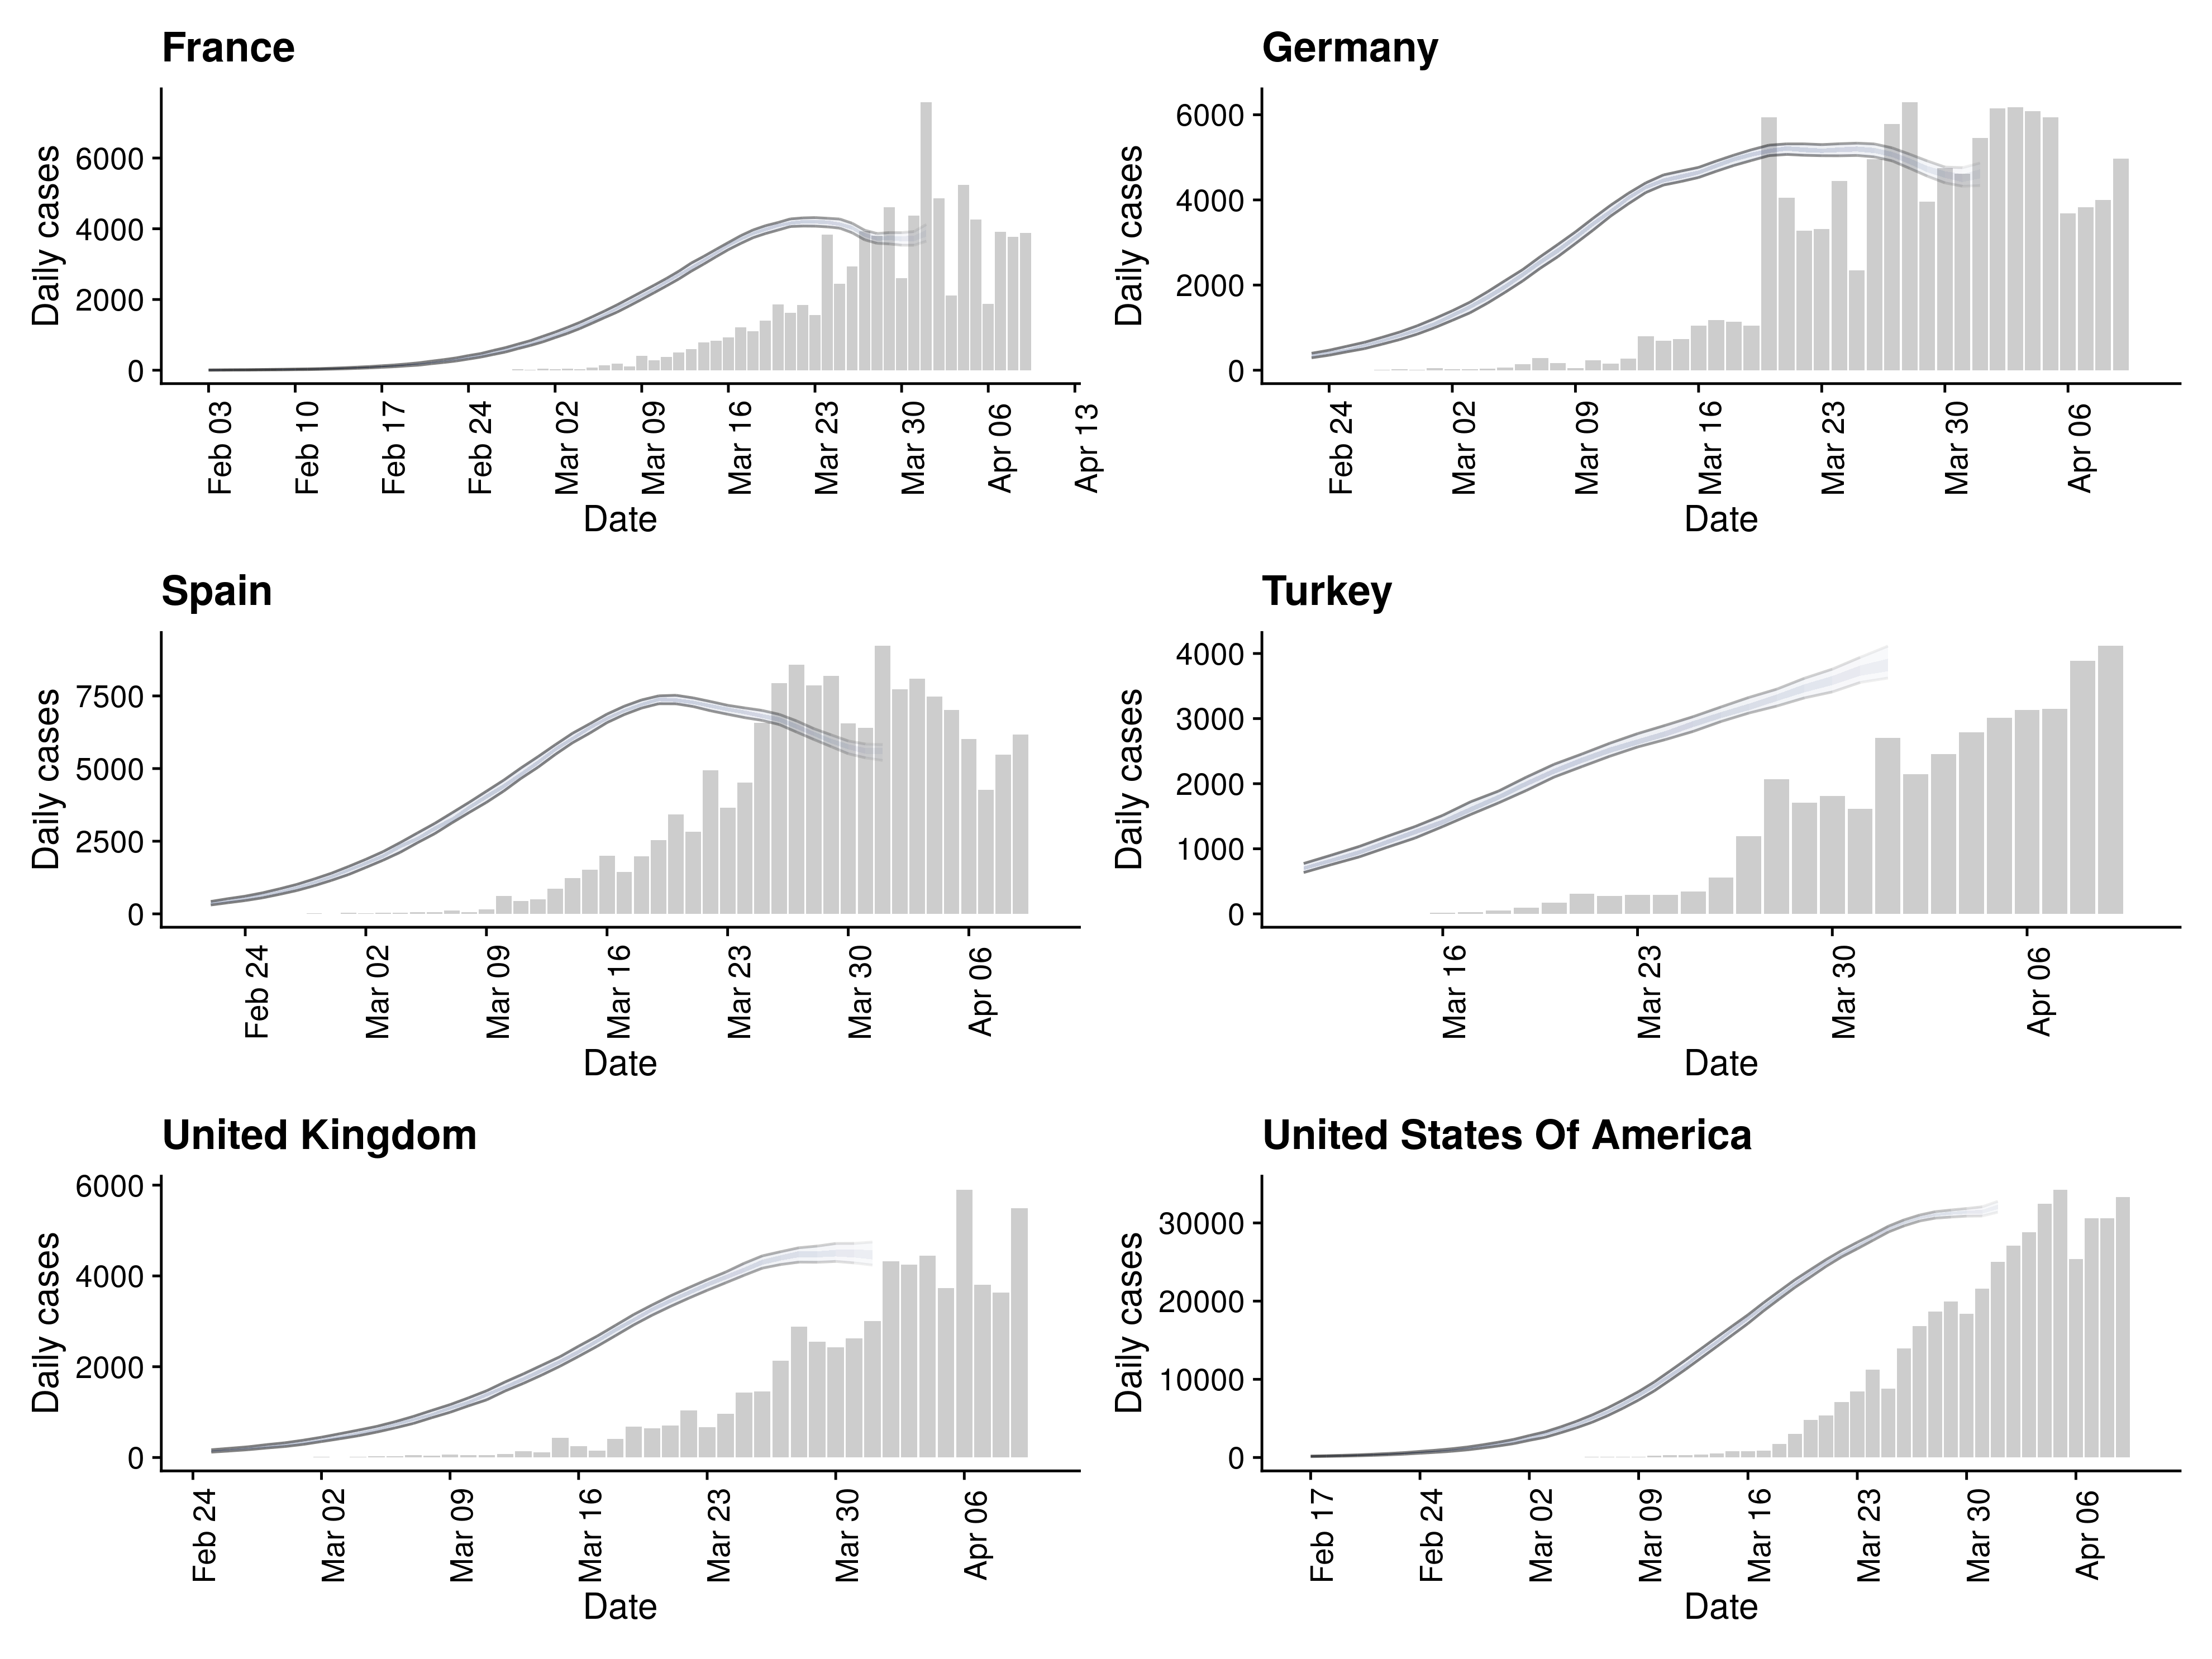 France
Daily cases
6000
4000
2000
0
Feb 03
Feb 10
Feb 17
Feb 24
Mar 02
Mar 09
Mar 16
Mar 23
Mar 30
Apr 06
Apr 13
Date
Germany
Daily cases
6000
4000
2000
0
Feb 24
Mar 02
Mar 09
Mar 16
Mar 23
Mar 30
Apr 06
Date
Spain
Daily cases
7500
5000
2500
0
Feb 24
Mar 02
Mar 09
Mar 16
Mar 23
Mar 30
Apr 06
Date
Turkey
Daily cases
4000
3000
2000
1000
0
Mar 16
Mar 23
Mar 30
Apr 06
Date
United Kingdom
Daily cases
6000
4000
2000
0
Feb 24
Mar 02
Mar 09
Mar 16
Mar 23
Mar 30
Apr 06
Date
United States Of America
Daily cases
30000
20000
10000
0
Feb 17
Feb 24
Mar 02
Mar 09
Mar 16
Mar 23
Mar 30
Apr 06
Date